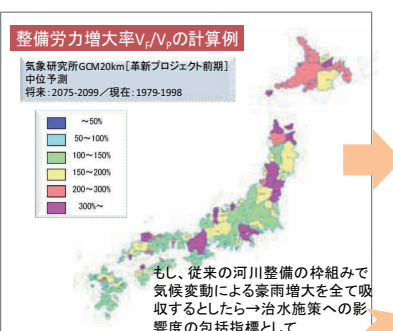 整備労力増大率VF/VPの計算例
気象研究所GCM20km[革新プロジェクト前期]
中位予測
将来:2075-2099/現在:1979-1998
~50%
50~100%
100~150%
150~200%
200~300%
300%~
もし、従来の河川整備の枠組みで
気候変動による豪雨増大を全て吸
収するとしたら→治水施策への影
響度の包括指標として